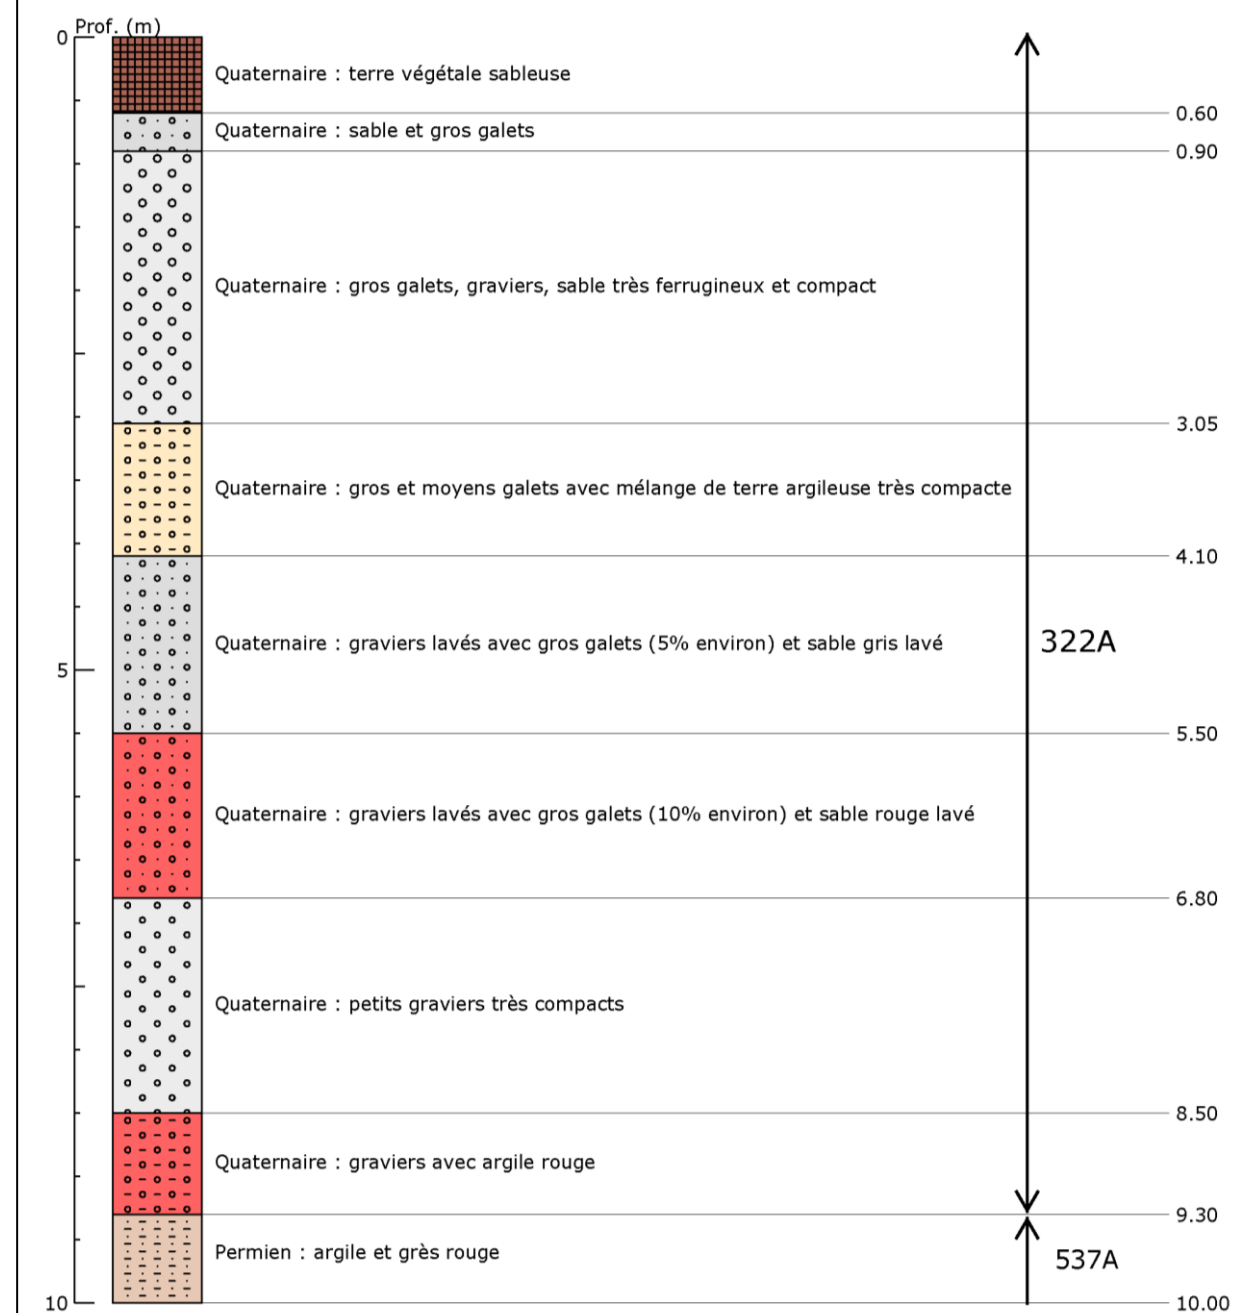 Prof. (m)
0
Quaternaire : terre végétale sableuse
0.60
Quaternaire : sable et gros galets
0.90
Quaternaire : gros galets, graviers, sable très ferrugineux et compact
3.05
Quaternaire : gros et moyens galets avec mélange de terre argileuse très compacte
4.10
Quaternaire : graviers lavés avec gros galets (5% environ) et sable gris lavé
322A
5
5.50
Quaternaire : graviers lavés avec gros galets (10% environ) et sable rouge lavé
6.80
Quaternaire : petits graviers très compacts
8.50
Quaternaire : graviers avec argile rouge
9.30
Permien : argile et grès rouge
537A
10
10.00